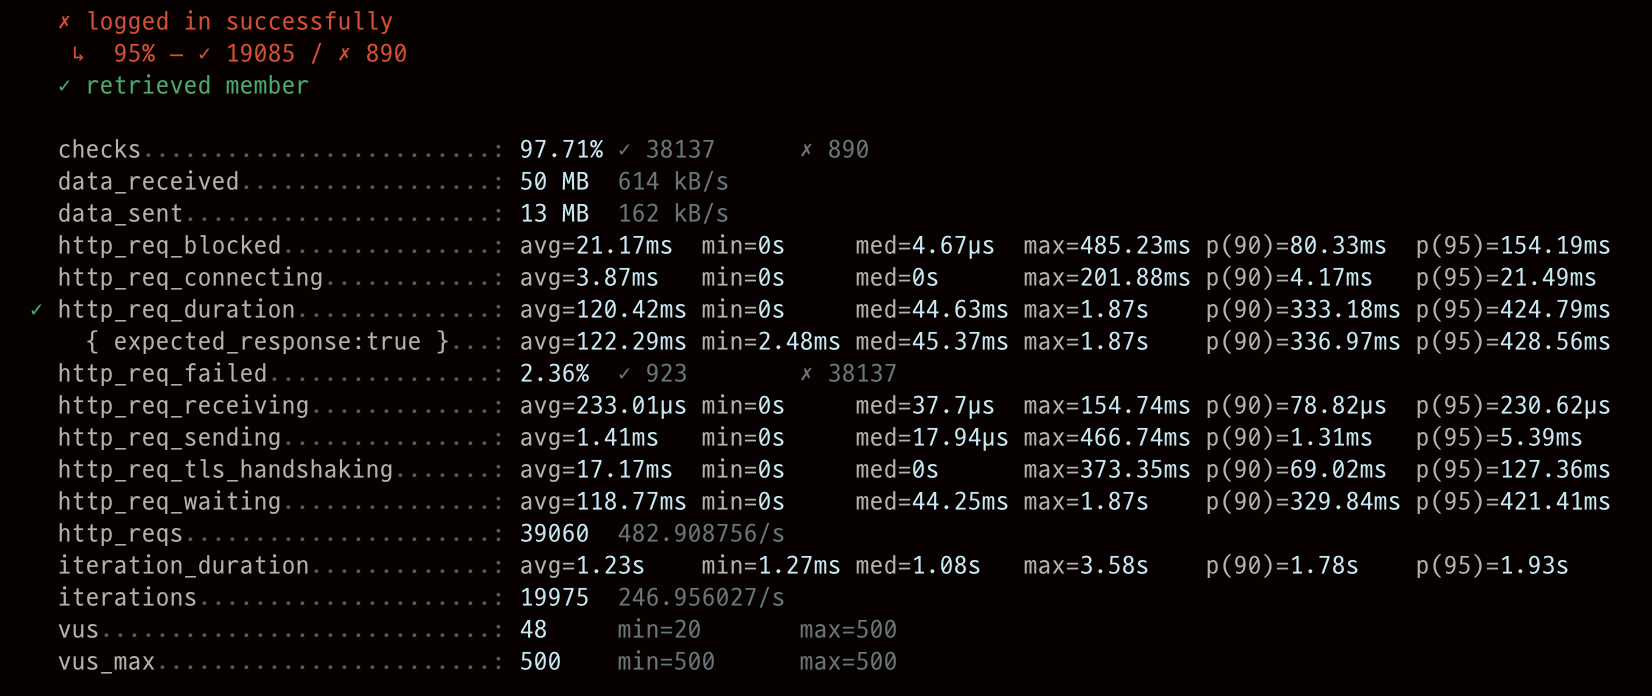 ✗ logged in successfully
↳  95% — ✓ 19085 / ✗ 890
✓ retrieved member
checks.........................: 97.71% ✓ 38137      ✗ 890
data_received..................: 50 MB  614 kB/s
data_sent......................: 13 MB  162 kB/s
http_req_blocked...............: avg=21.17ms  min=0s     med=4.67µs  max=485.23ms p(90)=80.33ms  p(95)=154.19ms
http_req_connecting............: avg=3.87ms   min=0s     med=0s      max=201.88ms p(90)=4.17ms   p(95)=21.49ms
✓ http_req_duration..............: avg=120.42ms min=0s     med=44.63ms max=1.87s    p(90)=333.18ms p(95)=424.79ms
{ expected_response:true }...: avg=122.29ms min=2.48ms med=45.37ms max=1.87s    p(90)=336.97ms p(95)=428.56ms
http_req_failed................: 2.36%  ✓ 923        ✗ 38137
http_req_receiving.............: avg=233.01µs min=0s     med=37.7µs  max=154.74ms p(90)=78.82µs  p(95)=230.62µs
http_req_sending...............: avg=1.41ms   min=0s     med=17.94µs max=466.74ms p(90)=1.31ms   p(95)=5.39ms
http_req_tls_handshaking.......: avg=17.17ms  min=0s     med=0s      max=373.35ms p(90)=69.02ms  p(95)=127.36ms
http_req_waiting...............: avg=118.77ms min=0s     med=44.25ms max=1.87s    p(90)=329.84ms p(95)=421.41ms
http_reqs......................: 39060  482.908756/s
iteration_duration.............: avg=1.23s    min=1.27ms med=1.08s   max=3.58s    p(90)=1.78s    p(95)=1.93s
iterations.....................: 19975  246.956027/s
vus............................: 48     min=20       max=500
vus_max........................: 500    min=500      max=500